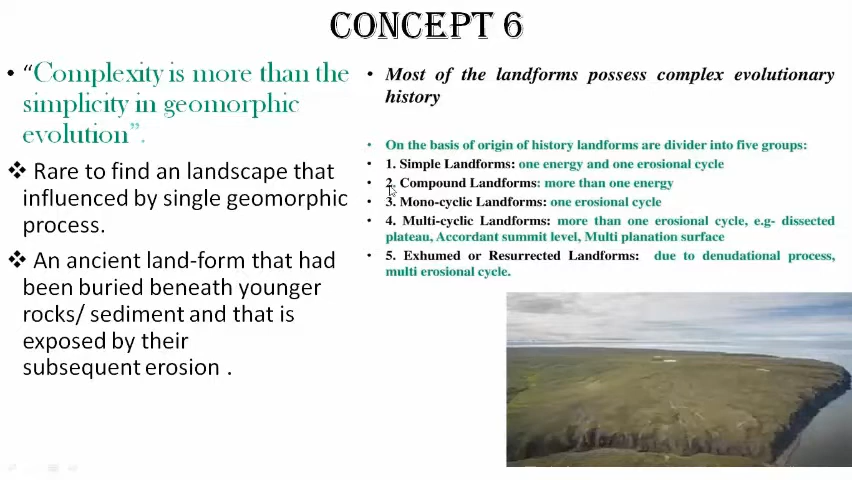 CONCEPT 6
• “Complexity is more than the
simplicity in geomorphic
evolution”.
❖ Rare to find an landscape that
influenced by single geomorphic
process.
❖ An ancient land-form that had
been buried beneath younger
rocks/ sediment and that is
exposed by their
subsequent erosion .
• Most of the landforms possess complex evolutionary
history
• On the basis of origin of history landforms are divider into five groups:
• 1. Simple Landforms: one energy and one erosional cycle
• 2. Compound Landforms: more than one energy
• 3. Mono-cyclic Landforms: one erosional cycle
• 4. Multi-cyclic Landforms: more than one erosional cycle, e.g- dissected
plateau, Accordant summit level, Multi planation surface
• 5. Exhumed or Resurrected Landforms: due to denudational process,
multi erosional cycle.